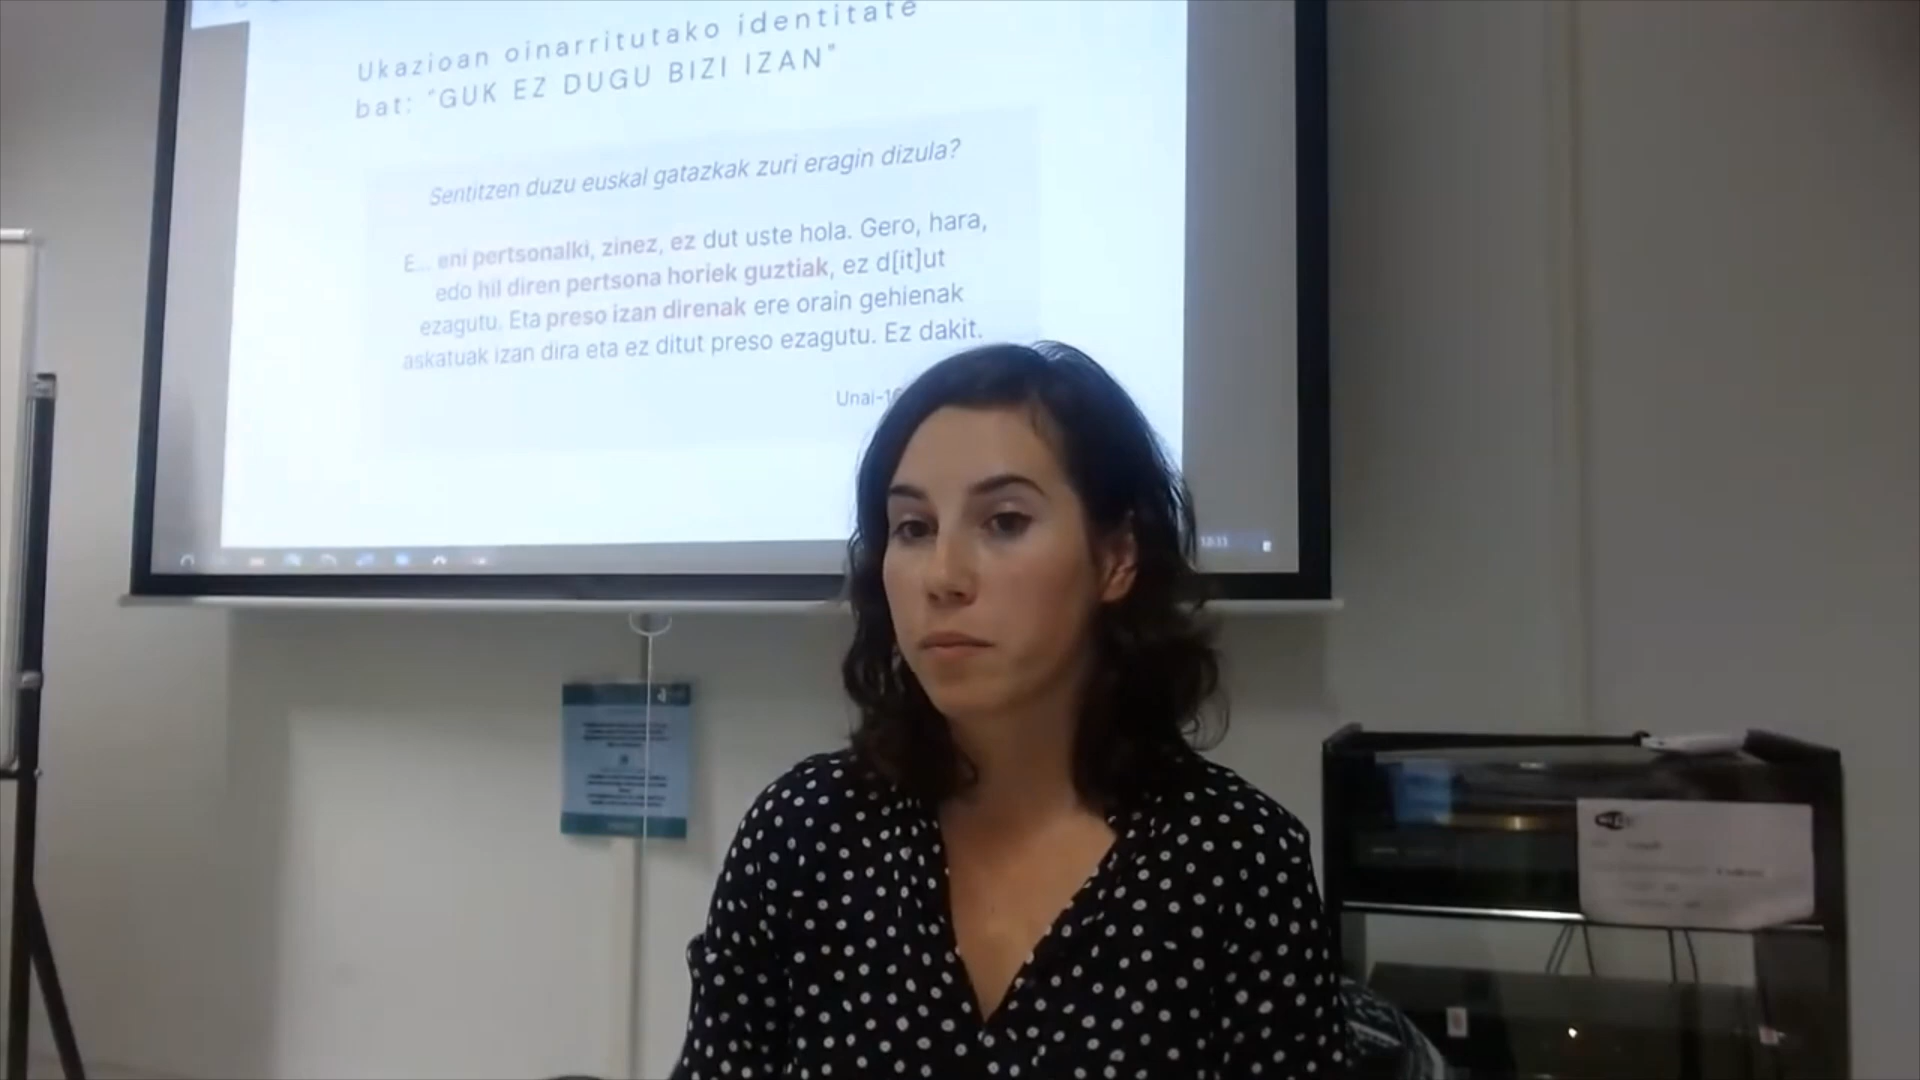 Ukazioan oinarritutako identitate
bat: "GUK EZ DUGU BIZI IZAN"
Sentitzen duzu euskal gatazkak zuri eragin dizula?
E... eni pertsonalki, zinez, ez dut uste hola. Gero, hara,
edo hil diren pertsona horiek guztiak, ez d[it]ut
ezagutu. Eta preso izan direnak ere orain gehienak
askatuak izan dira eta ez ditut preso ezagutu. Ez dakit.
Unai-